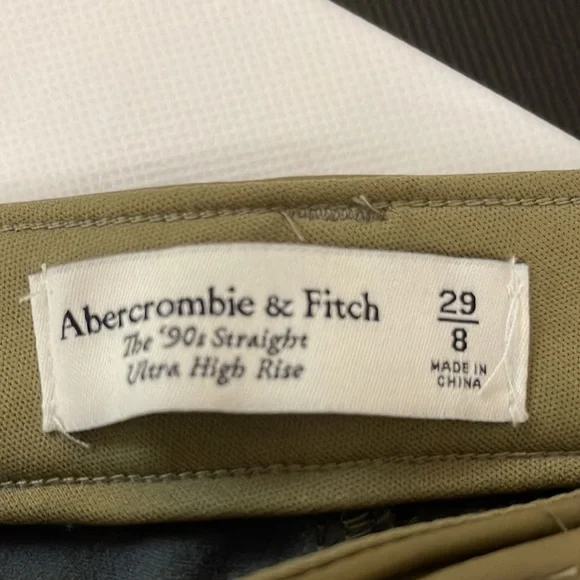 Abercrombie & Fitch
The '90s Straight
Ultra High Rise
29
8
MADE IN
CHINA